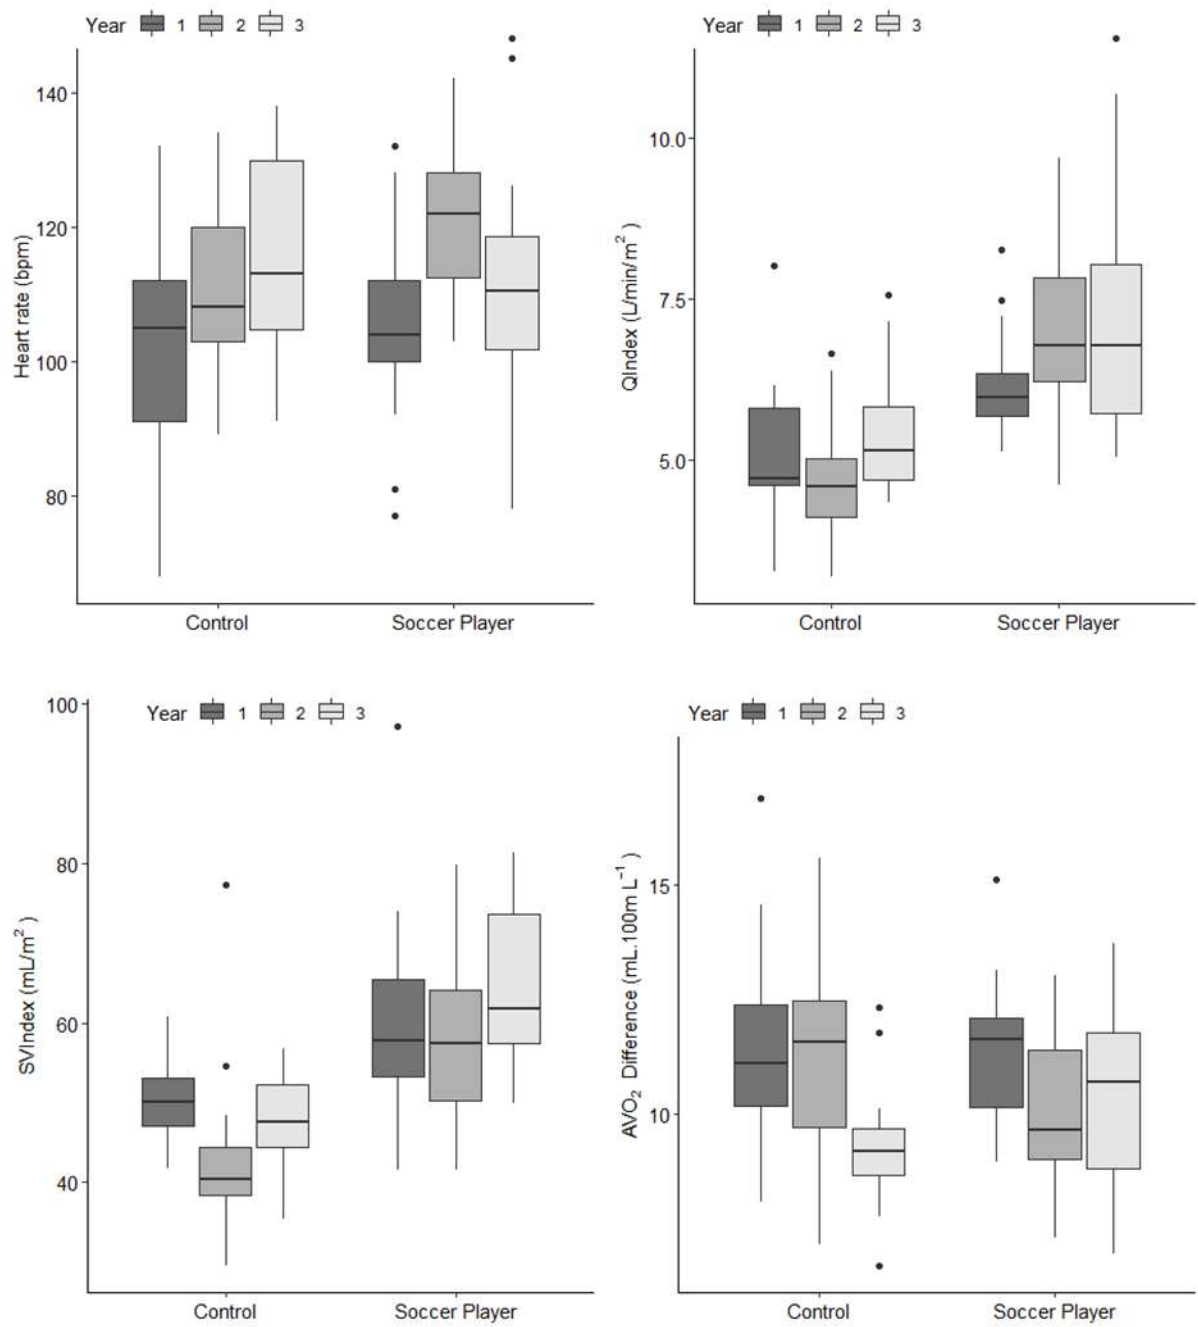 Year 1 2 3
Heart rate (bpm)
140
120
100
80
Control Soccer Player
Year 1 2 3
QIndex (L/min/m²)
10.0
7.5
5.0
Control Soccer Player
Year 1 2 3
SVIndex (mL/m²)
100
80
60
40
Control Soccer Player
Year 1 2 3
AVO₂ Difference (mL.100m L⁻¹)
15
10
Control Soccer Player